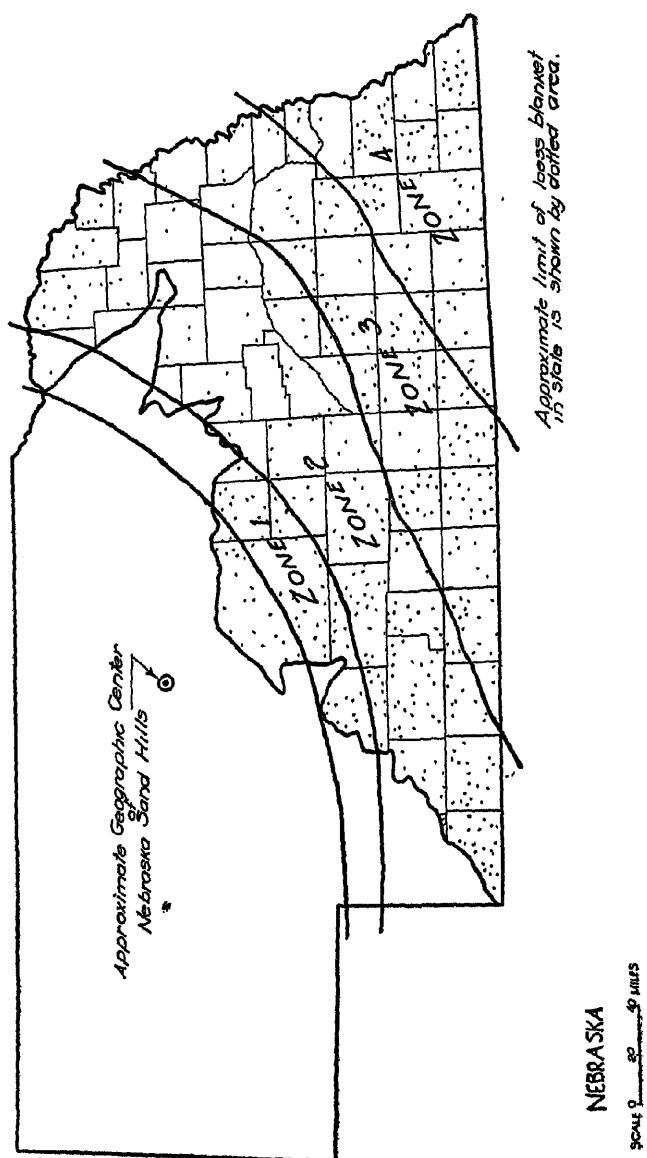 Approximate Geographic Center
of
Nebraska Sand Hills
ZONE 1
ZONE 2
ZONE 3
ZONE 4
Approximate limit of loess blanket
in state is shown by dotted area.
NEBRASKA
SCALE 0 20 40 MILES